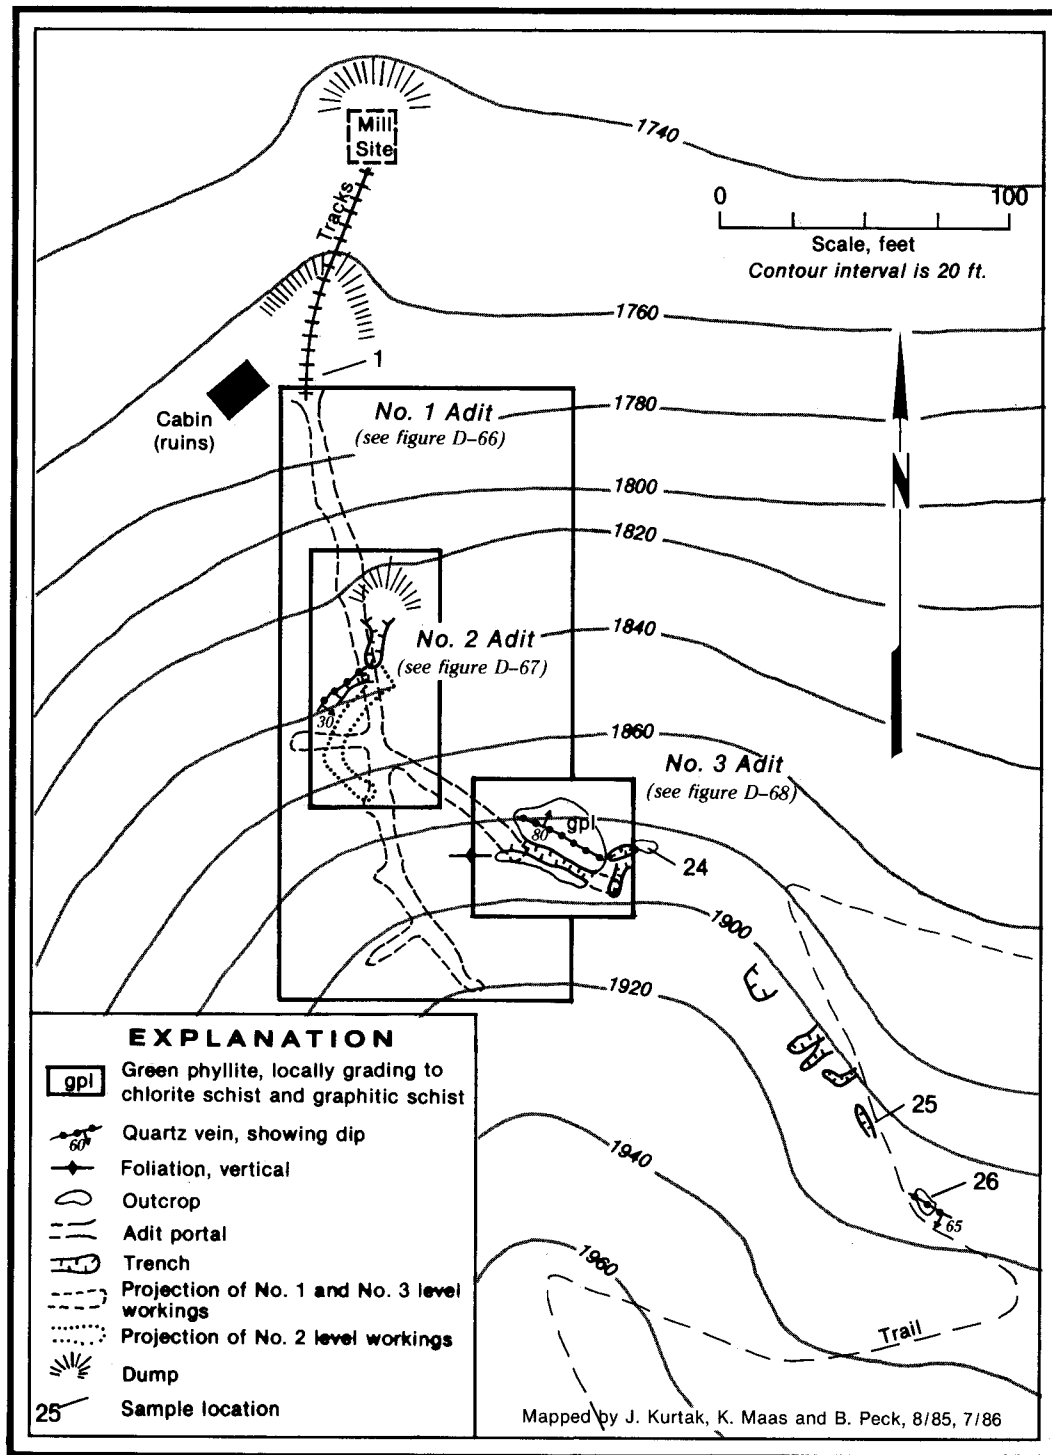 Mill
Site
Tracks
1740
0 100
Scale, feet
Contour interval is 20 ft.
1760
1
Cabin
(ruins)
No. 1 Adit
(see figure D-66)
1780
N
1800
1820
No. 2 Adit
(see figure D-67)
1840
30
1860
No. 3 Adit
(see figure D-68)
gpl
80
24
1900
1920
25
26
65
1940
1960
Trail
EXPLANATION
gpl
Green phyllite, locally grading to
chlorite schist and graphitic schist
60
Quartz vein, showing dip
Foliation, vertical
Outcrop
Adit portal
Trench
Projection of No. 1 and No. 3 level
workings
Projection of No. 2 level workings
Dump
25
Sample location
Mapped by J. Kurtak, K. Maas and B. Peck, 8/85, 7/86